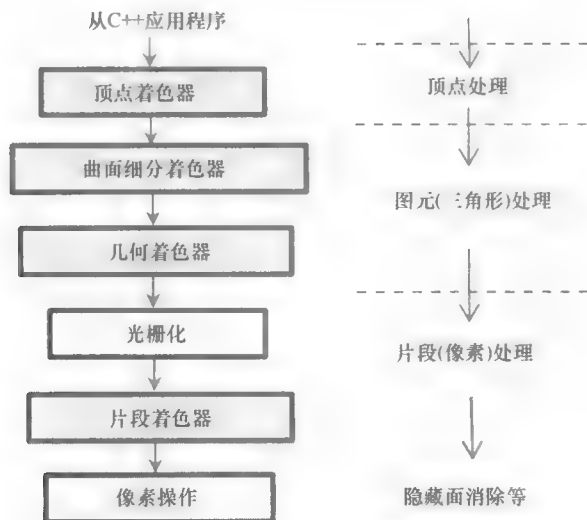 从C++应用程序
顶点着色器
曲面细分着色器
几何着色器
光栅化
片段着色器
像素操作
顶点处理
图元(三角形)处理
片段(像素)处理
隐藏面消除等